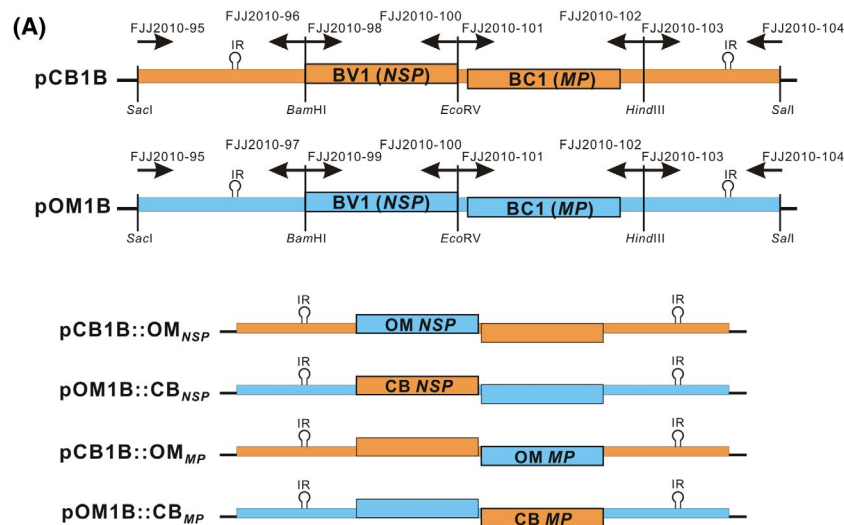 (A)
FJJ2010-95 FJJ2010-96 FJJ2010-98 FJJ2010-100 FJJ2010-101 FJJ2010-102 FJJ2010-103 FJJ2010-104
IR IR
pCB1B BV1 (NSP) BC1 (MP)
SacI BamHI EcoRV HindIII SalI
FJJ2010-95 FJJ2010-97 FJJ2010-99 FJJ2010-100 FJJ2010-101 FJJ2010-102 FJJ2010-103 FJJ2010-104
IR IR
pOM1B BV1 (NSP) BC1 (MP)
SacI BamHI EcoRV HindIII SalI
IR IR
pCB1B::OMNSP OM NSP
IR IR
pOM1B::CBNSP CB NSP
IR IR
pCB1B::OMMP OM MP
IR IR
pOM1B::CBMP CB MP